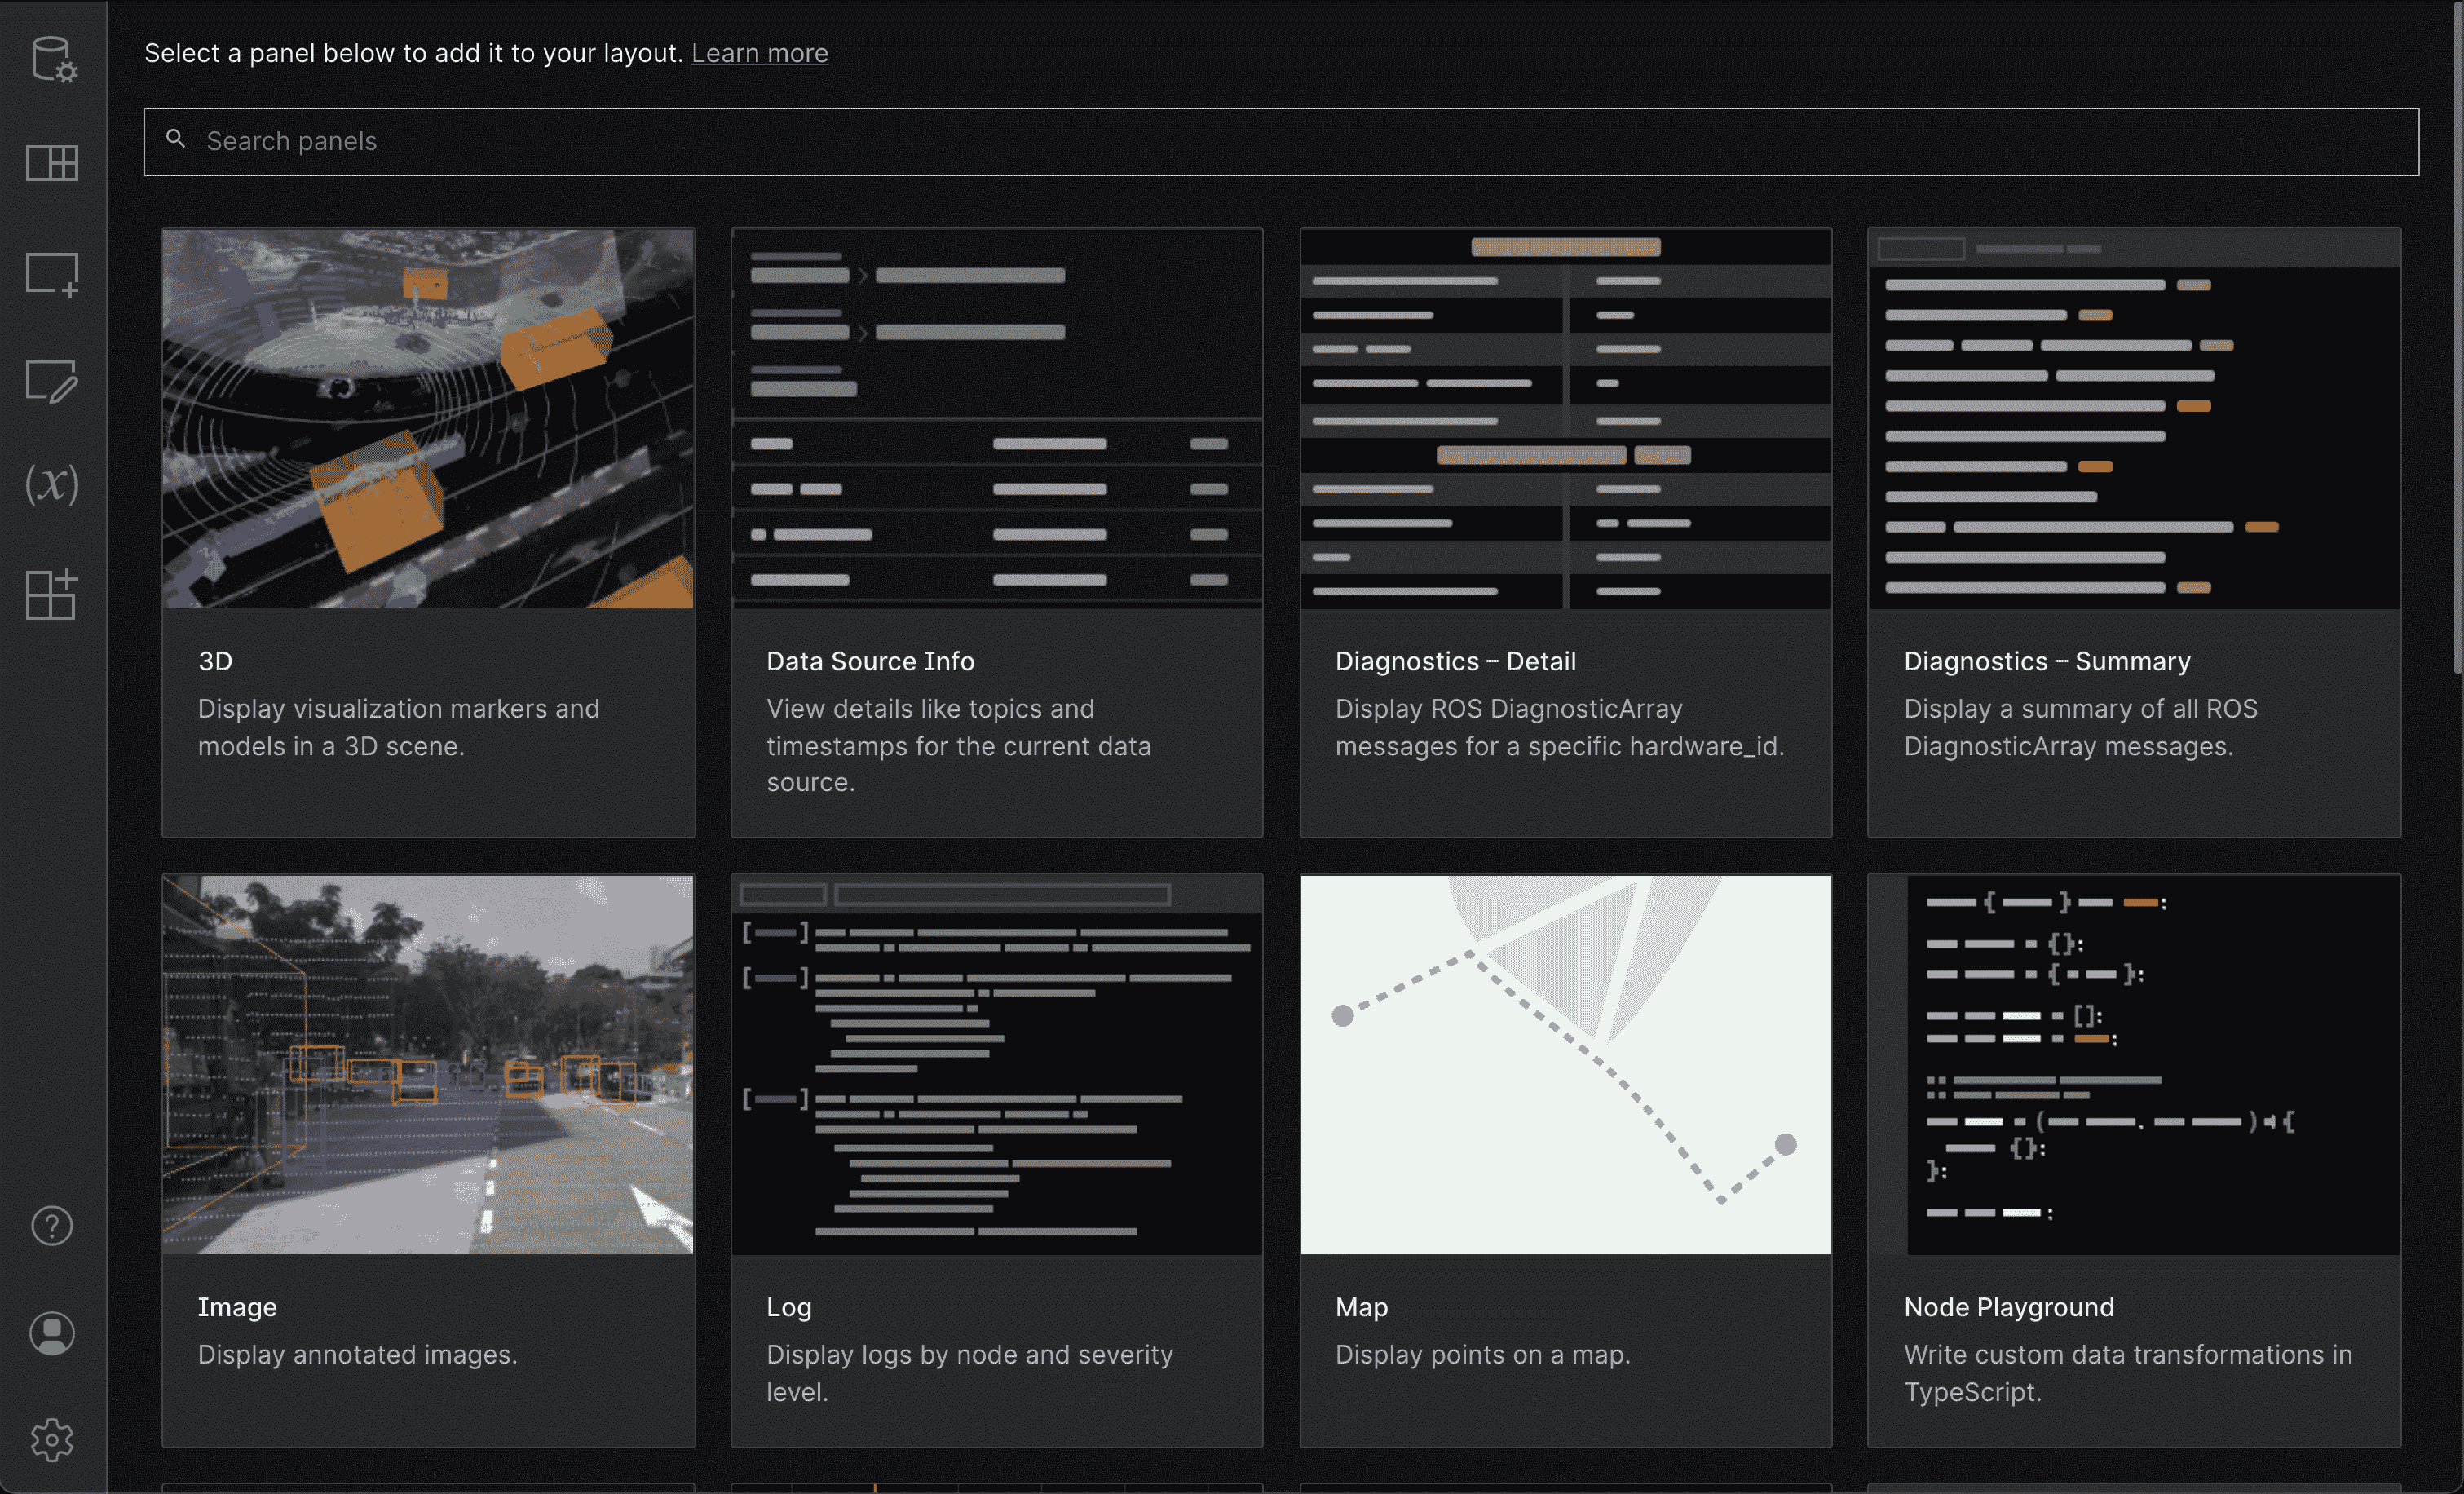 Select a panel below to add it to your layout. Learn more
Search panels
3D
Display visualization markers and
models in a 3D scene.
Data Source Info
View details like topics and
timestamps for the current data
source.
Diagnostics – Detail
Display ROS DiagnosticArray
messages for a specific hardware_id.
Diagnostics – Summary
Display a summary of all ROS
DiagnosticArray messages.
(x)
Image
Display annotated images.
Log
Display logs by node and severity
level.
Map
Display points on a map.
Node Playground
Write custom data transformations in
TypeScript.